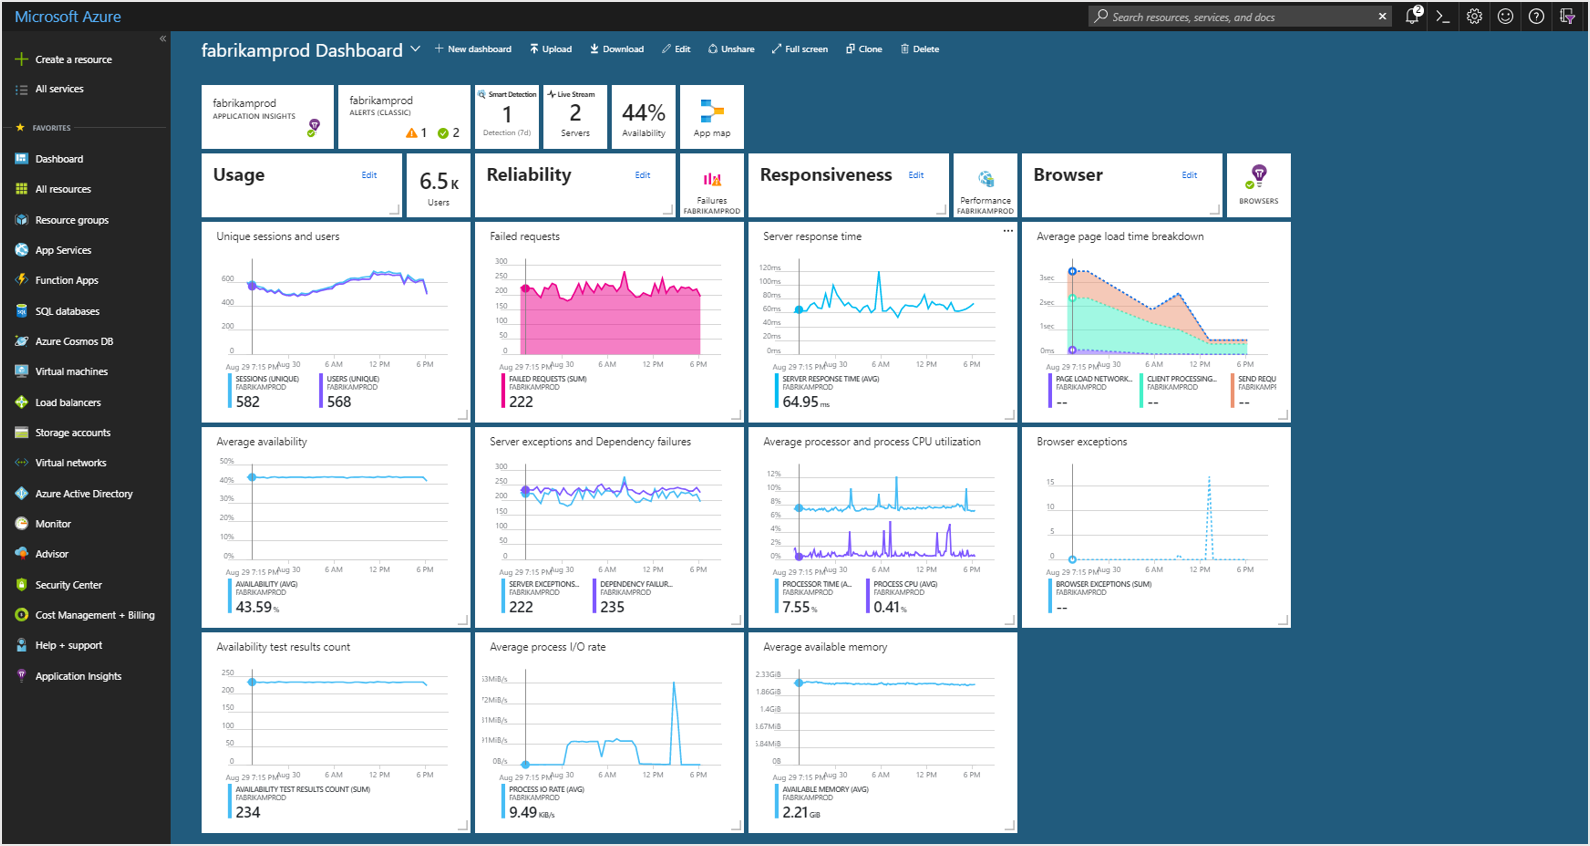 Microsoft Azure
Search resources, services, and docs
2
«
Create a resource
All services
FAVORITES
Dashboard
All resources
Resource groups
App Services
Function Apps
SQL databases
Azure Cosmos DB
Virtual machines
Load balancers
Storage accounts
Virtual networks
Azure Active Directory
Monitor
Advisor
Security Center
Cost Management + Billing
Help + support
Application Insights
fabrikamprod Dashboard
New dashboard
Upload
Download
Edit
Unshare
Full screen
Clone
Delete
fabrikamprod
APPLICATION INSIGHTS
fabrikamprod
ALERTS (CLASSIC)
1
2
Smart Detection
1
Detection (7d)
Live Stream
2
Servers
44%
Availability
App map
Usage
Edit
6.5 K
Users
Reliability
Edit
Failures
FABRIKAMPROD
Responsiveness
Edit
Performance
FABRIKAMPROD
Browser
Edit
BROWSERS
Unique sessions and users
600
400
200
0
Aug 29 7:15 PM
Aug 30
6 AM
12 PM
6 PM
SESSIONS (UNIQUE)
FABRIKAMPROD
582
USERS (UNIQUE)
FABRIKAMPROD
568
Failed requests
300
250
200
150
100
50
0
Aug 29 7:15 PM
Aug 30
6 AM
12 PM
6 PM
FAILED REQUESTS (SUM)
FABRIKAMPROD
222
Server response time
...
120ms
100ms
80ms
60ms
40ms
20ms
0ms
Aug 29 7:15 PM
Aug 30
6 AM
12 PM
6 PM
SERVER RESPONSE TIME (AVG)
FABRIKAMPROD
64.95 ms
Average page load time breakdown
3sec
2sec
1sec
0ms
Aug 29 7:15 PM
Aug 30
6 AM
12 PM
6 PM
PAGE LOAD NETWORK...
FABRIKAMPROD
--
CLIENT PROCESSING...
FABRIKAMPROD
--
SEND REQU
FABRIKAMP
--
Average availability
50%
40%
30%
20%
10%
0%
Aug 29 7:15 PM
Aug 30
6 AM
12 PM
6 PM
AVAILABILITY (AVG)
FABRIKAMPROD
43.59 %
Server exceptions and Dependency failures
300
250
200
150
100
50
0
Aug 29 7:15 PM
Aug 30
6 AM
12 PM
6 PM
SERVER EXCEPTIONS...
FABRIKAMPROD
222
DEPENDENCY FAILUR...
FABRIKAMPROD
235
Average processor and process CPU utilization
12%
10%
8%
6%
4%
2%
0%
Aug 29 7:15 PM
Aug 30
6 AM
12 PM
6 PM
PROCESSOR TIME (A...
FABRIKAMPROD
7.55 %
PROCESS CPU (AVG)
FABRIKAMPROD
0.41 %
Browser exceptions
15
10
5
0
Aug 29 7:15 PM
Aug 30
6 AM
12 PM
6 PM
BROWSER EXCEPTIONS (SUM)
FABRIKAMPROD
--
Availability test results count
250
200
150
100
50
0
Aug 29 7:15 PM
Aug 30
6 AM
12 PM
6 PM
AVAILABILITY TEST RESULTS COUNT (SUM)
FABRIKAMPROD
234
Average process I/O rate
63MiB/s
72MiB/s
81MiB/s
91MiB/s
0B/s
Aug 29 7:15 PM
Aug 30
6 AM
12 PM
6 PM
PROCESS IO RATE (AVG)
FABRIKAMPROD
9.49 KiB/s
Average available memory
2.33GiB
1.86GiB
1.4GiB
3.67MiB
6.84MiB
0B
Aug 29 7:15 PM
Aug 30
6 AM
12 PM
6 PM
AVAILABLE MEMORY (AVG)
FABRIKAMPROD
2.21 GiB